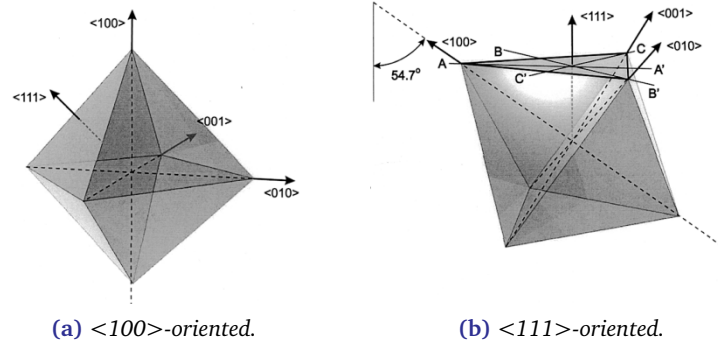 <100>
<111>
<001>
<010>
<111>
<001>
<100>
B
C
<010>
A
54.7°
C'
A'
B'
(a) <100>-oriented.
(b) <111>-oriented.